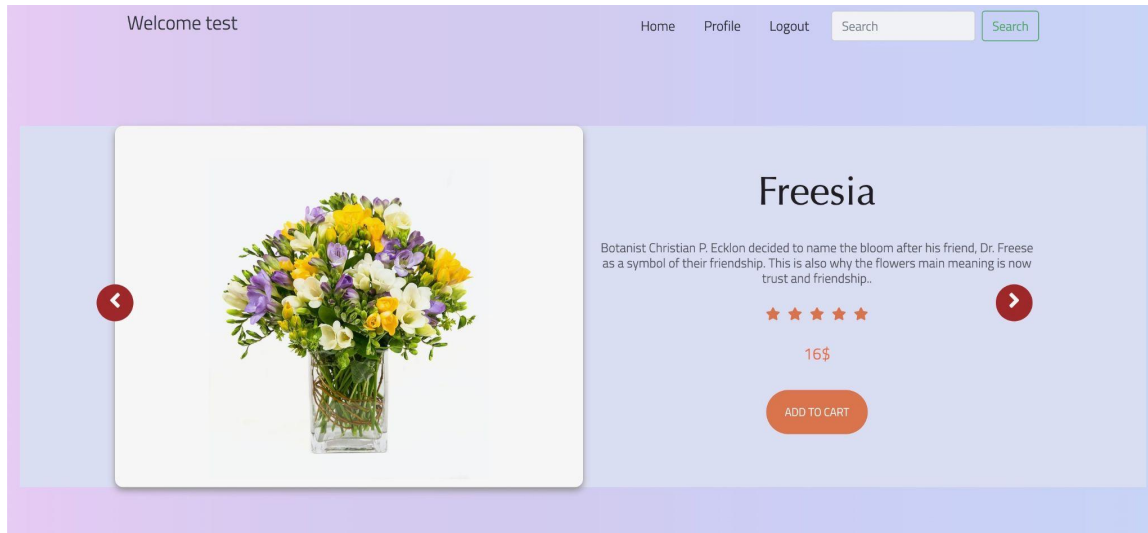 Welcome test
Home Profile Logout Search Search
Freesia
Botanist Christian P. Ecklon decided to name the bloom after his friend, Dr. Freese
as a symbol of their friendship. This is also why the flowers main meaning is now
trust and friendship..
16$
ADD TO CART